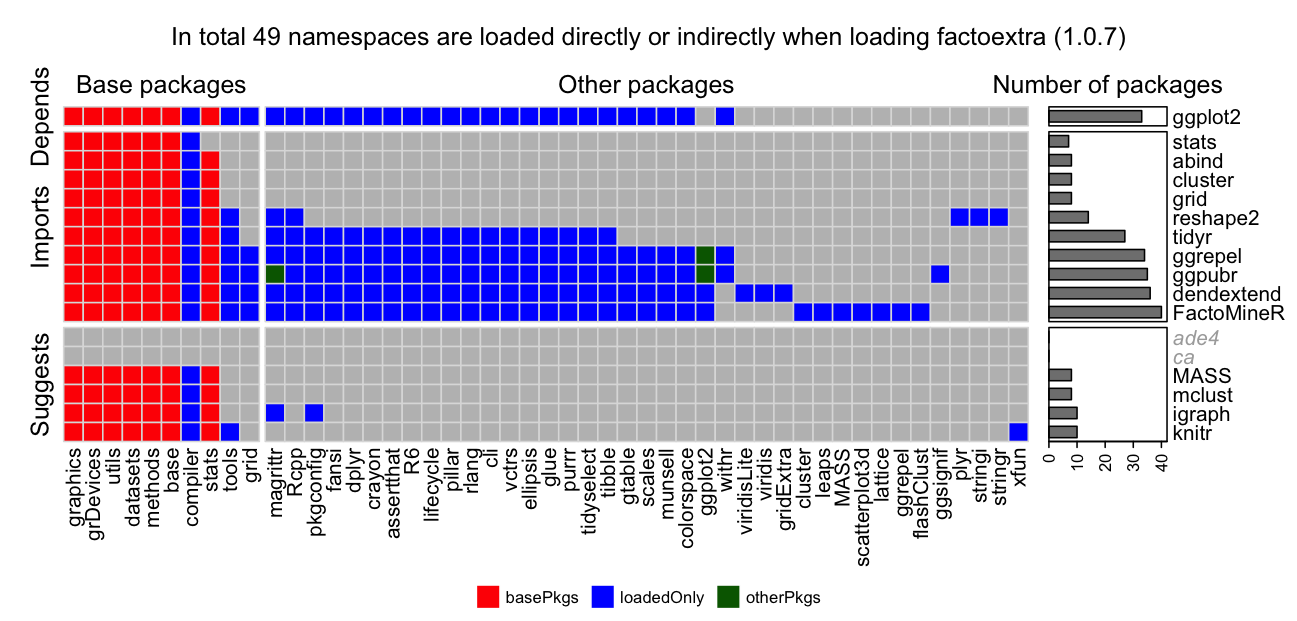 In total 49 namespaces are loaded directly or indirectly when loading factoextra (1.0.7)
Base packages
Other packages
Number of packages
Depends
Imports
Suggests
ggplot2
stats
abind
cluster
grid
reshape2
tidyr
ggrepel
ggpubr
dendextend
FactoMineR
ade4
ca
MASS
mclust
igraph
knitr
0
10
20
30
40
graphics
grDevices
utils
datasets
methods
base
compiler
stats
tools
grid
magrittr
Rcpp
pkgconfig
fansi
dplyr
crayon
assertthat
R6
lifecycle
pillar
rlang
cli
vctrs
ellipsis
glue
purrr
tidyselect
tibble
gtable
scales
munsell
colorspace
ggplot2
withr
viridisLite
viridis
gridExtra
cluster
leaps
MASS
scatterplot3d
lattice
ggrepel
flashClust
ggsignif
plyr
stringi
stringr
xfun
basePkgs
loadedOnly
otherPkgs